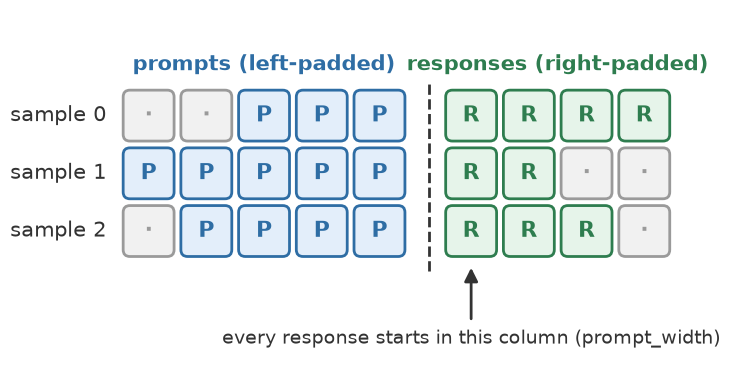 prompts (left-padded) responses (right-padded)
sample 0 · · P P P R R R R
sample 1 P P P P P R R · ·
sample 2 · P P P P R R R ·
every response starts in this column (prompt_width)